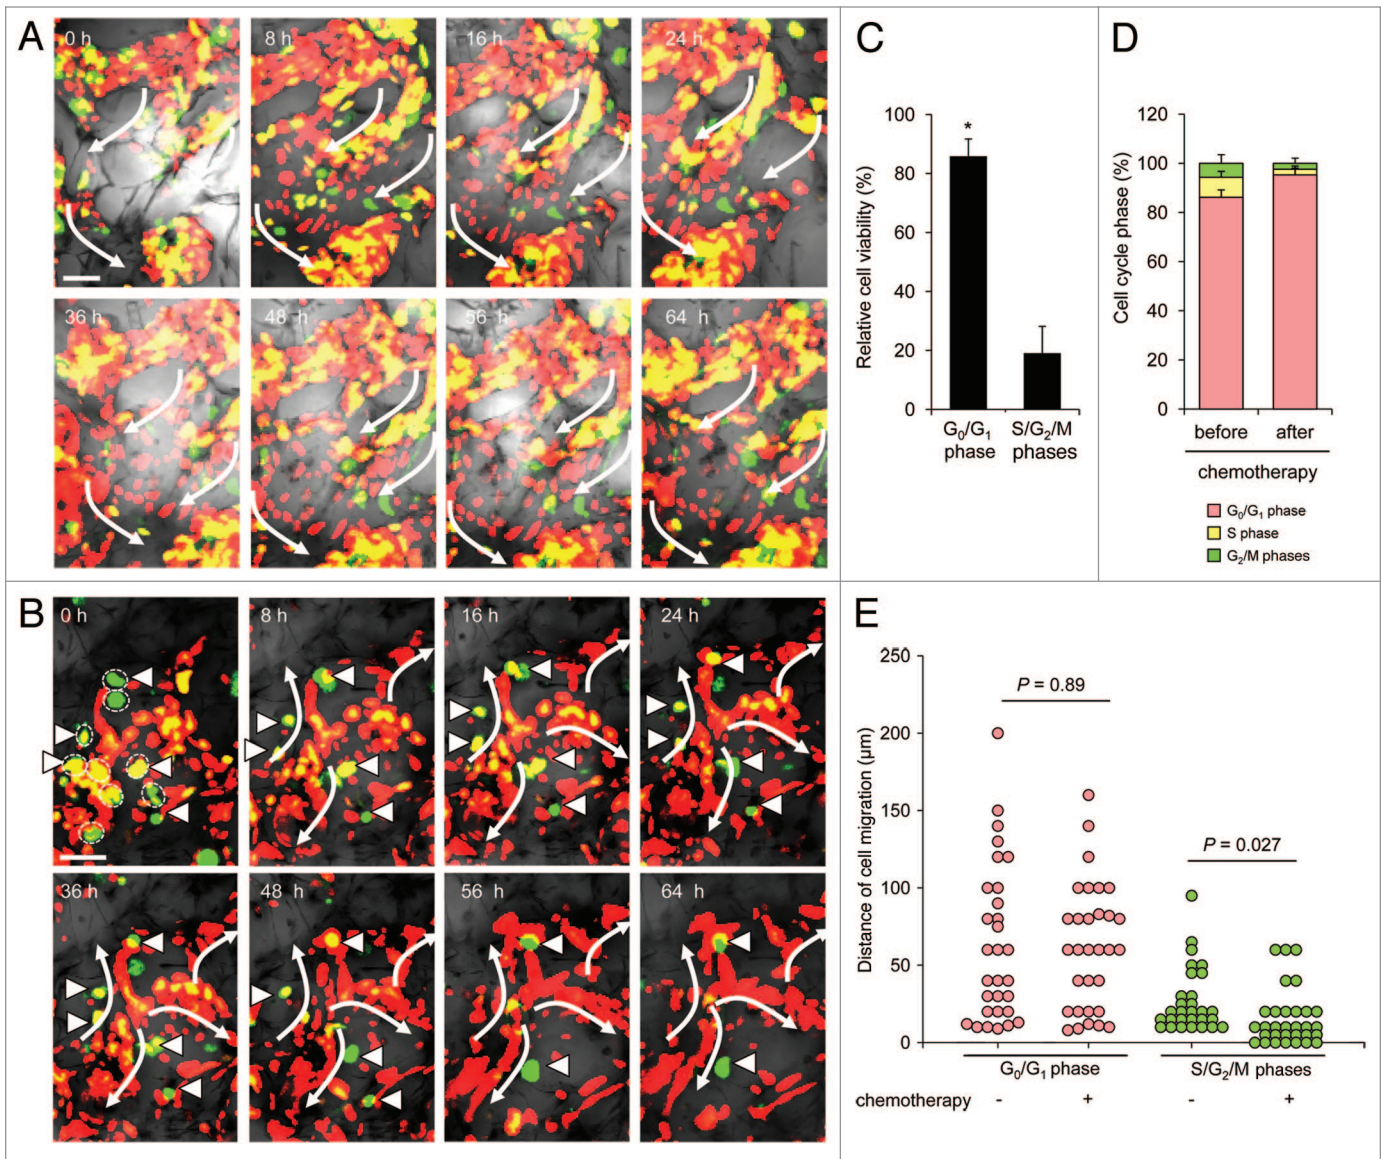 A
0 h
8 h
16 h
24 h
36 h
48 h
56 h
64 h
B
0 h
8 h
16 h
24 h
36 h
48 h
56 h
64 h
C
Relative cell viability (%)
100
80
60
40
20
0
*
G₀/G₁ phase
S/G₂/M phases
D
Cell cycle phase (%)
120
100
80
60
40
20
0
before after
chemotherapy
G₀/G₁ phase
S phase
G₂/M phases
E
Distance of cell migration (µm)
250
200
150
100
50
0
P = 0.89
P = 0.027
G₀/G₁ phase S/G₂/M phases
chemotherapy - + - +